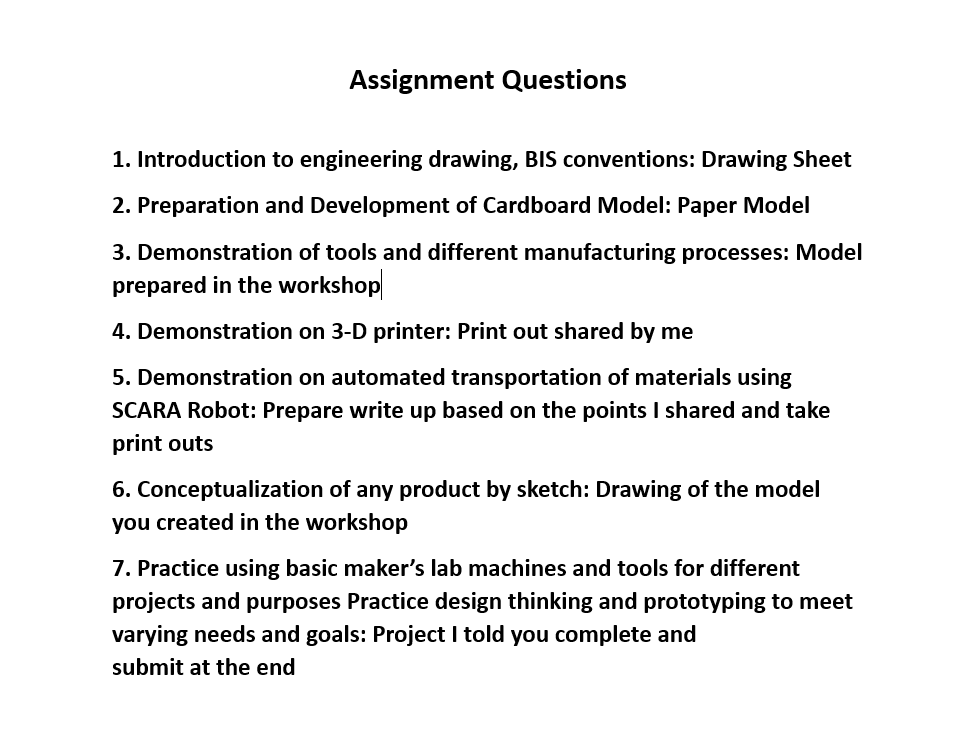 Assignment Questions
1. Introduction to engineering drawing, BIS conventions: Drawing Sheet
2. Preparation and Development of Cardboard Model: Paper Model
3. Demonstration of tools and different manufacturing processes: Model
prepared in the workshop
4. Demonstration on 3-D printer: Print out shared by me
5. Demonstration on automated transportation of materials using
SCARA Robot: Prepare write up based on the points I shared and take
print outs
6. Conceptualization of any product by sketch: Drawing of the model
you created in the workshop
7. Practice using basic maker’s lab machines and tools for different
projects and purposes Practice design thinking and prototyping to meet
varying needs and goals: Project I told you complete and
submit at the end